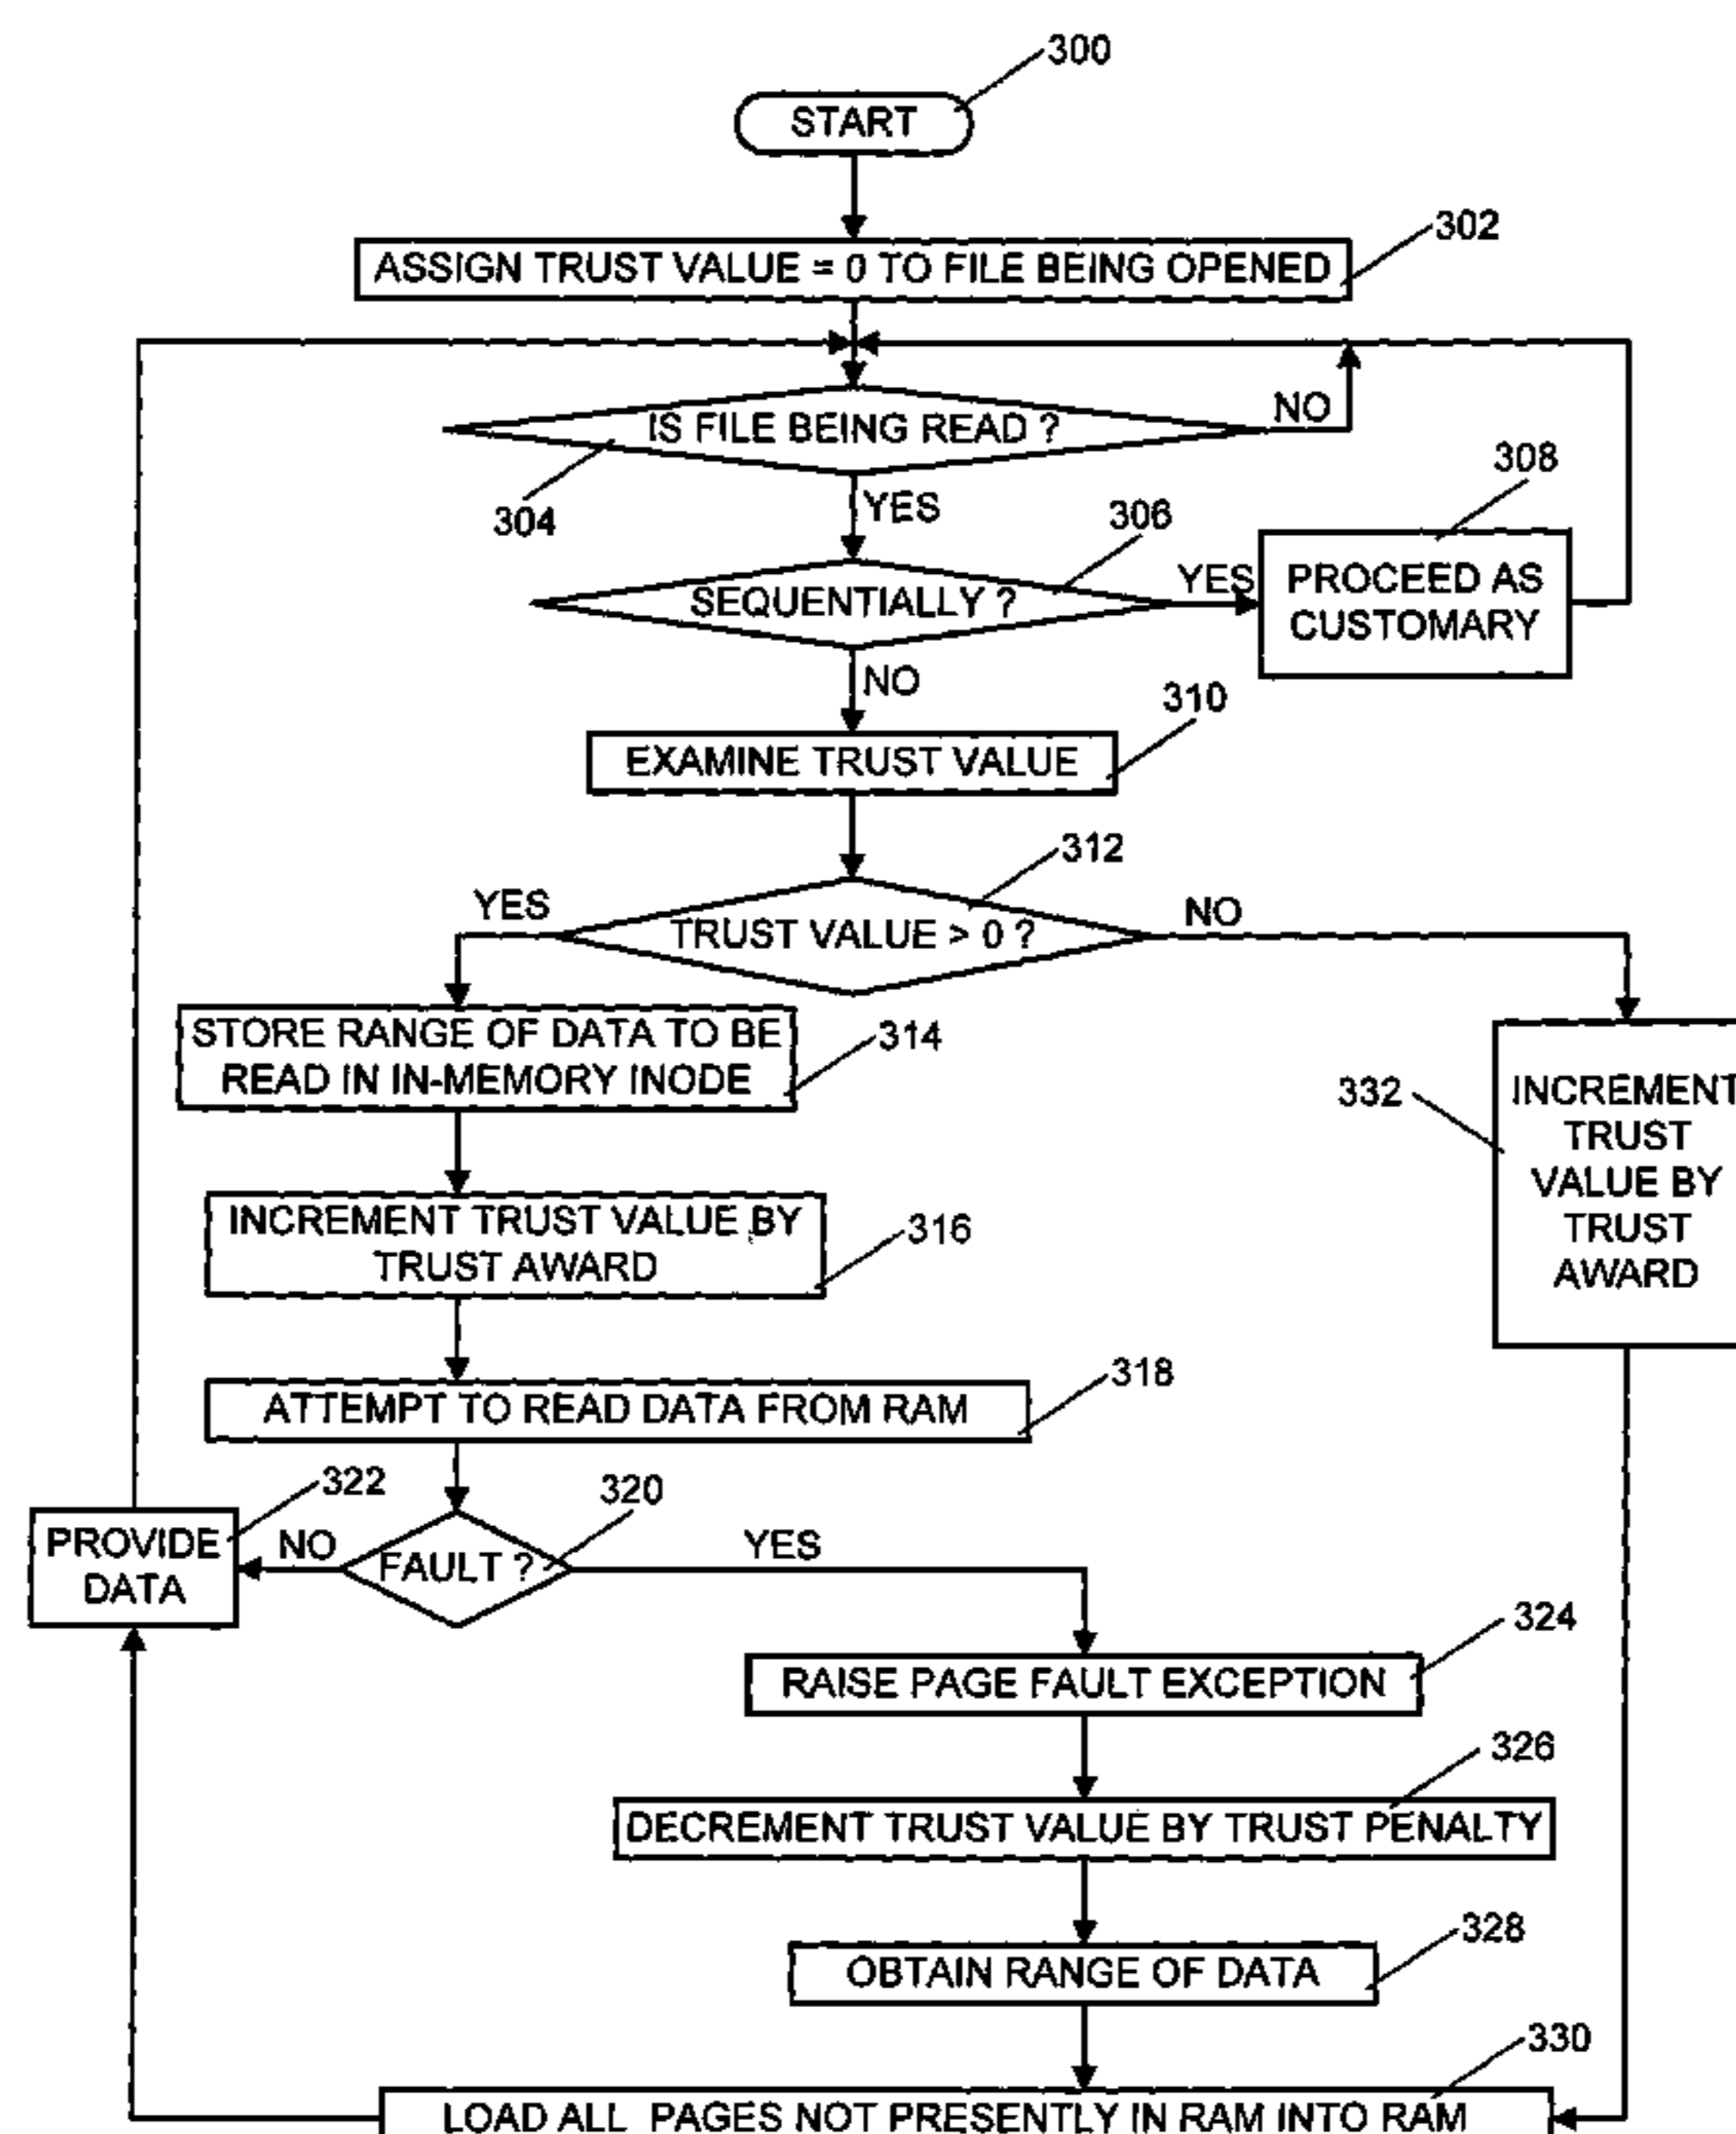 300
START
302
ASSIGN TRUST VALUE = 0 TO FILE BEING OPENED
IS FILE BEING READ ?
NO
304
YES
308
306
SEQUENTIALLY ?
YES
PROCEED AS
CUSTOMARY
NO
310
EXAMINE TRUST VALUE
312
YES
TRUST VALUE > 0 ?
NO
STORE RANGE OF DATA TO BE
READ IN IN-MEMORY INODE
314
332
INCREMENT
TRUST
VALUE BY
TRUST
AWARD
INCREMENT TRUST VALUE BY
TRUST AWARD
316
318
ATTEMPT TO READ DATA FROM RAM
322
320
PROVIDE
DATA
NO
FAULT ?
YES
324
RAISE PAGE FAULT EXCEPTION
326
DECREMENT TRUST VALUE BY TRUST PENALTY
328
OBTAIN RANGE OF DATA
330
LOAD ALL PAGES NOT PRESENTLY IN RAM INTO RAM